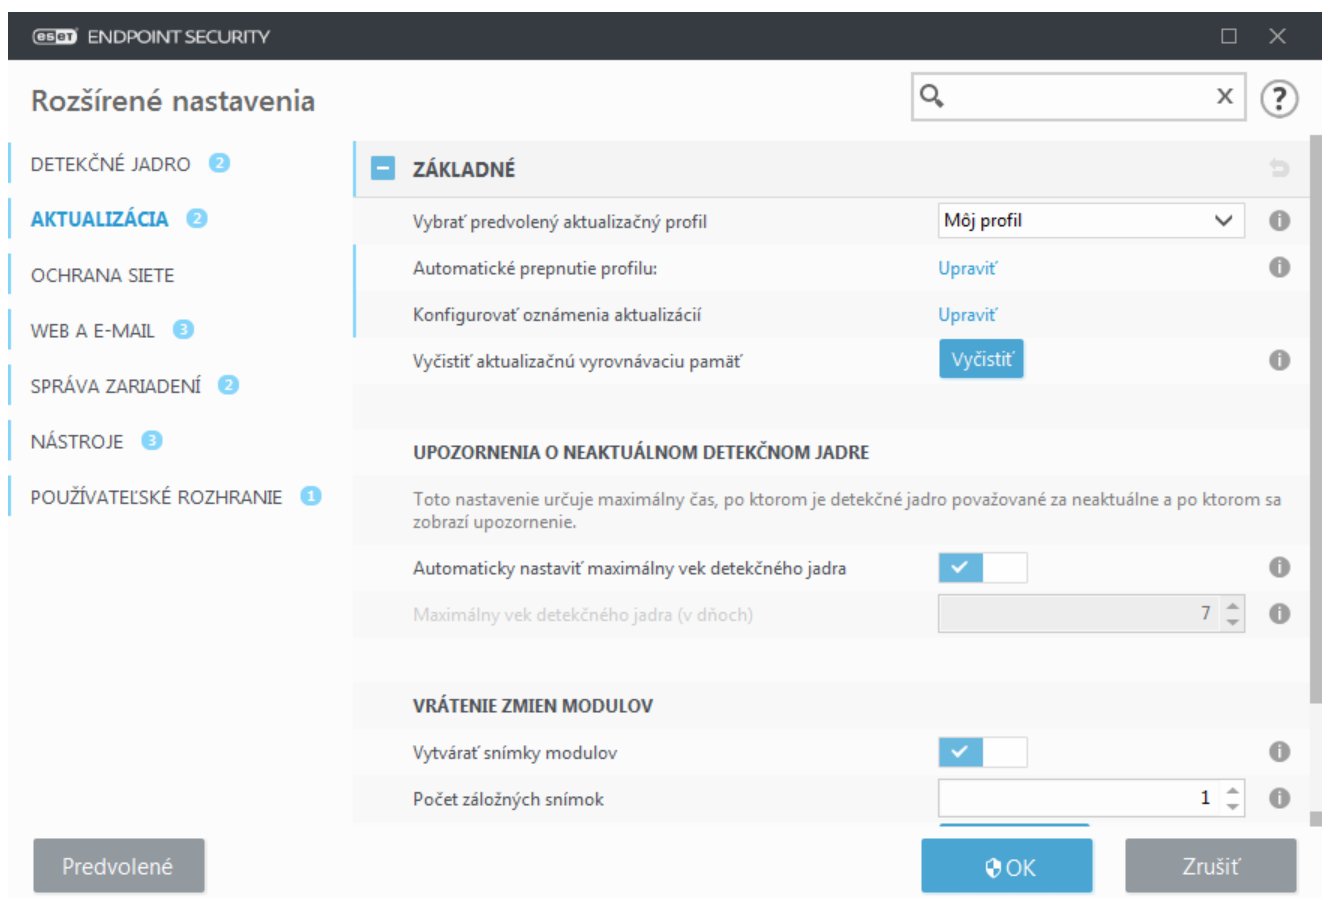 eset ENDPOINT SECURITY
Rozšírené nastavenia
X
?
DETEKČNÉ JADRO 2
AKTUALIZÁCIA 2
OCHRANA SIETE
WEB A E-MAIL 3
SPRÁVA ZARIADENÍ 2
NÁSTROJE 3
POUŽÍVATEĽSKÉ ROZHRANIE 1
ZÁKLADNÉ
Vybrať predvolený aktualizačný profil Môj profil
Automatické prepnutie profilu: Upraviť
Konfigurovať oznámenia aktualizácií Upraviť
Vyčistiť aktualizačnú vyrovnávaciu pamäť Vyčistiť
UPOZORNENIA O NEAKTUÁLNOM DETEKČNOM JADRE
Toto nastavenie určuje maximálny čas, po ktorom je detekčné jadro považované za neaktuálne a po ktorom sa
zobrazí upozornenie.
Automaticky nastaviť maximálny vek detekčného jadra
Maximálny vek detekčného jadra (v dňoch) 7
VRÁTENIE ZMIEN MODULOV
Vytvárať snímky modulov
Počet záložných snímok 1
Predvolené OK Zrušiť